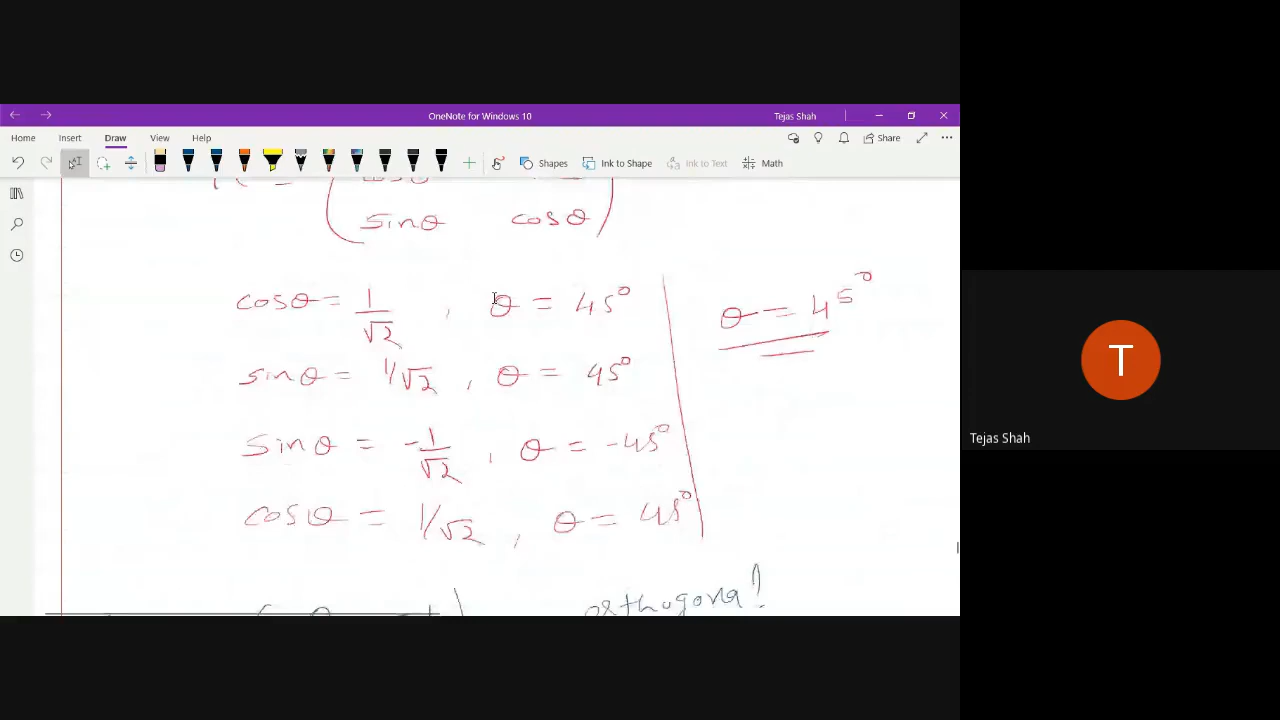 OneNote for Windows 10
Tejas Shah
Home Insert Draw View Help
Share
Shapes Ink to Shape Ink to Text Math
sinθ cosθ
cosθ = 1/√2 , θ = 45°
θ = 45°
sinθ = 1/√2 , θ = 45°
sinθ = -1/√2 , θ = -45°
cosθ = 1/√2 , θ = 45°
orthogonal
T
Tejas Shah